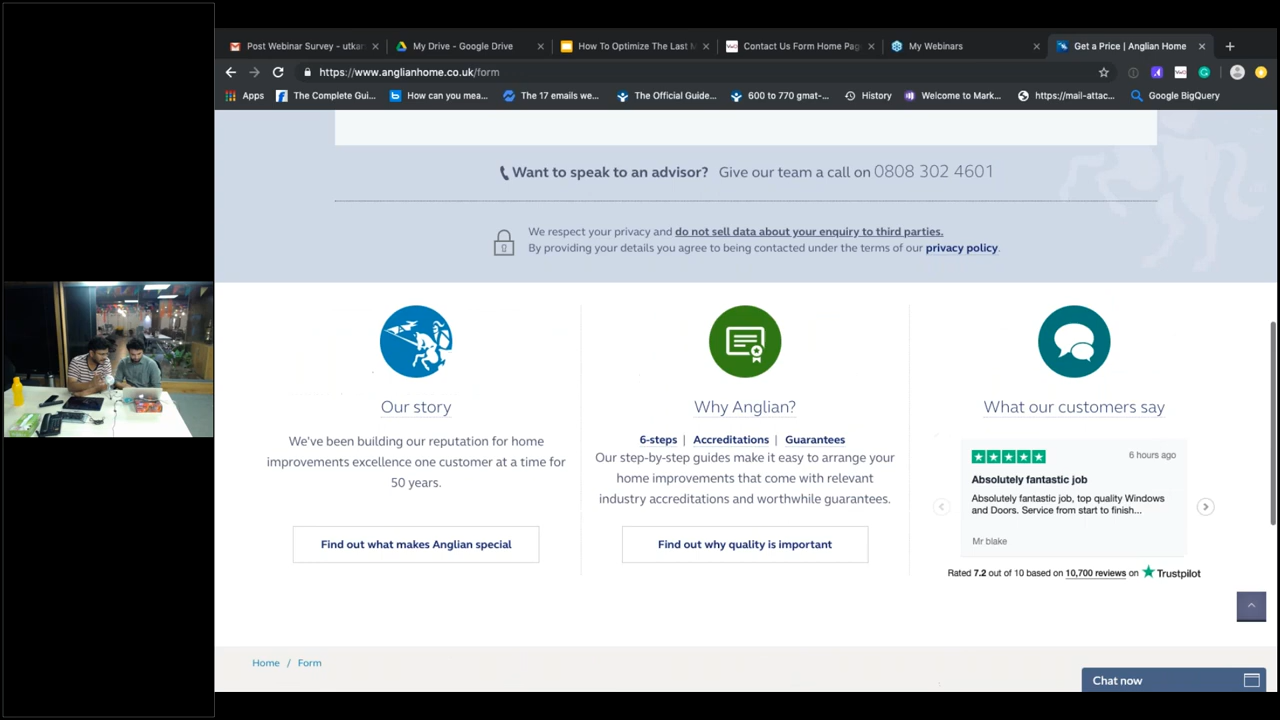 Post Webinar Survey - utkar
My Drive - Google Drive
How To Optimize The Last M
Contact Us Form Home Pag
My Webinars
Get a Price | Anglian Home
https://www.anglianhome.co.uk/form
Apps
The Complete Gui...
How can you mea...
The 17 emails we...
The Official Guide...
600 to 770 gmat-...
History
Welcome to Mark...
https://mail-attac...
Google BigQuery
Want to speak to an advisor? Give our team a call on 0808 302 4601
We respect your privacy and do not sell data about your enquiry to third parties.
By providing your details you agree to being contacted under the terms of our privacy policy.
Our story
We've been building our reputation for home
improvements excellence one customer at a time for
50 years.
Find out what makes Anglian special
Why Anglian?
6-steps | Accreditations | Guarantees
Our step-by-step guides make it easy to arrange your
home improvements that come with relevant
industry accreditations and worthwhile guarantees.
Find out why quality is important
What our customers say
6 hours ago
Absolutely fantastic job
Absolutely fantastic job, top quality Windows
and Doors. Service from start to finish...
Mr blake
Rated 7.2 out of 10 based on 10,700 reviews on Trustpilot
Home / Form
Chat now